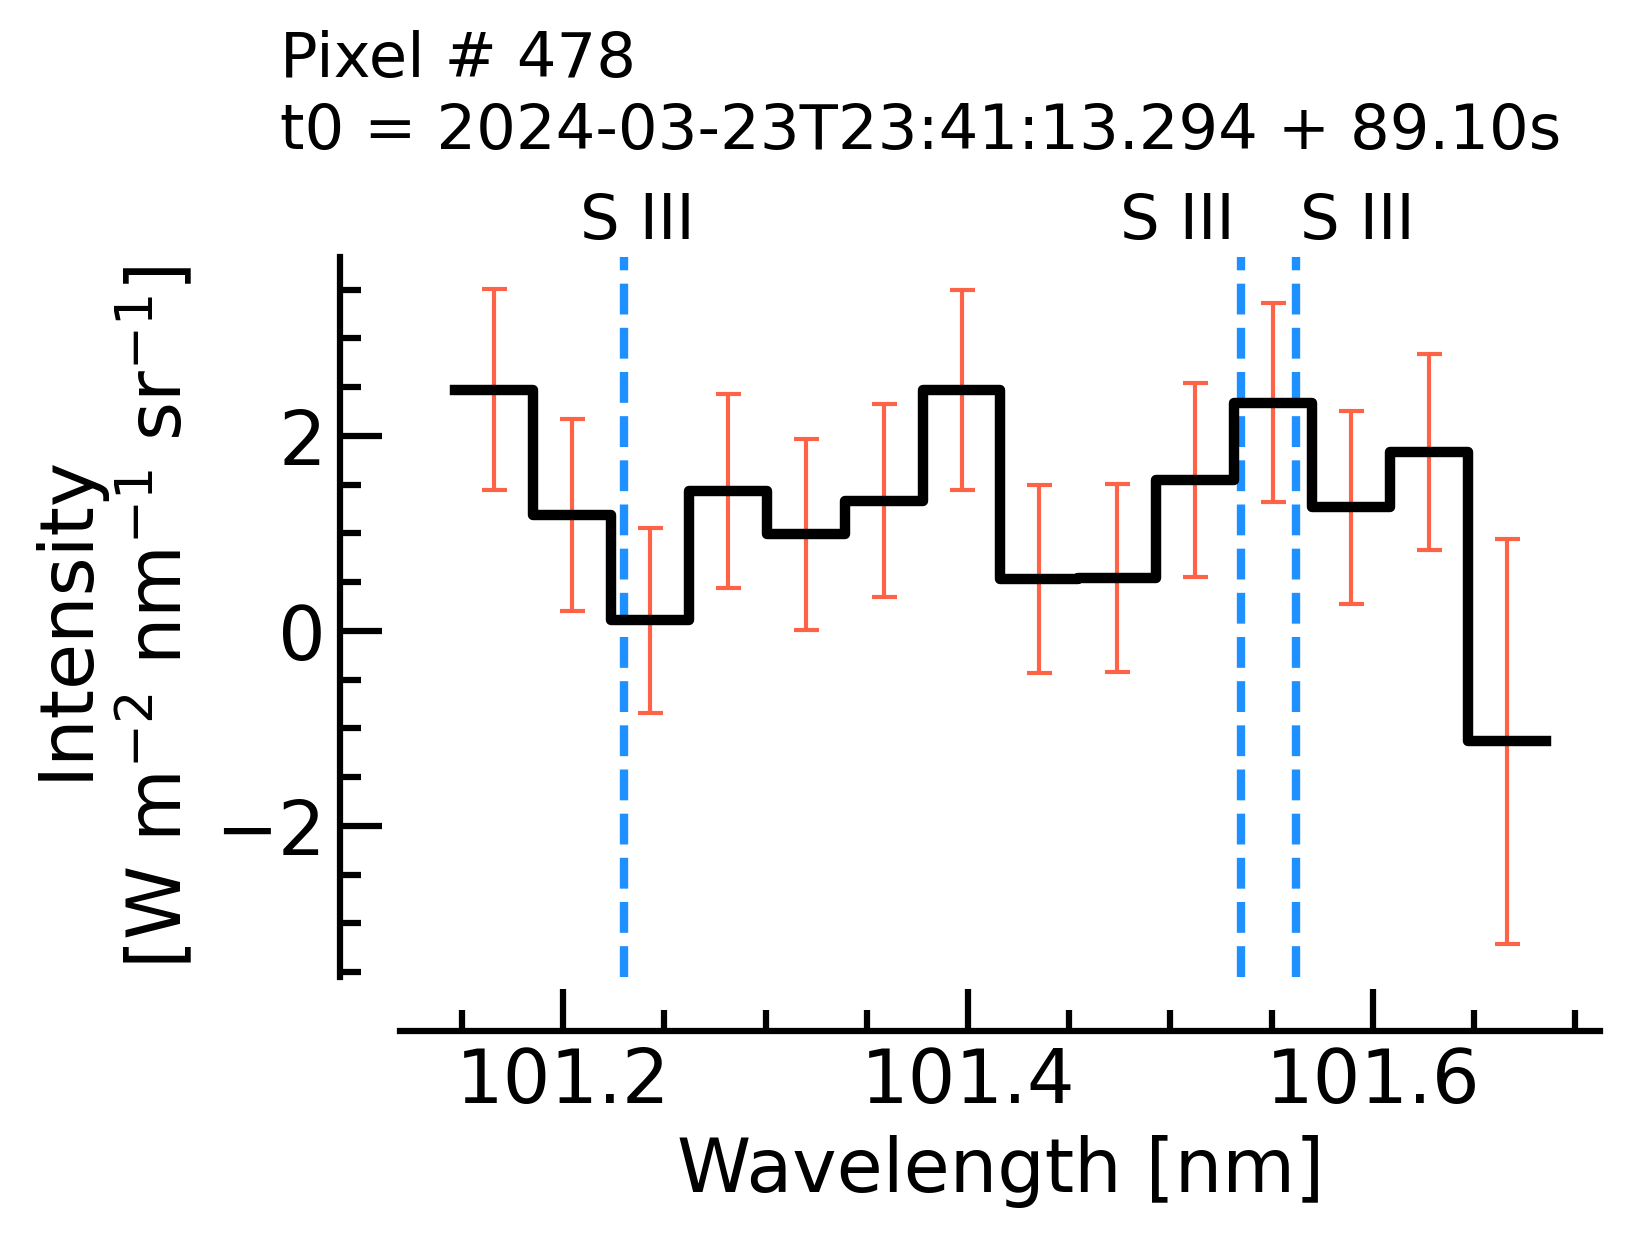 Pixel # 478
t0 = 2024-03-23T23:41:13.294 + 89.10s
S III S III S III
Intensity
[W m⁻² nm⁻¹ sr⁻¹]
2
0
−2
101.2 101.4 101.6
Wavelength [nm]